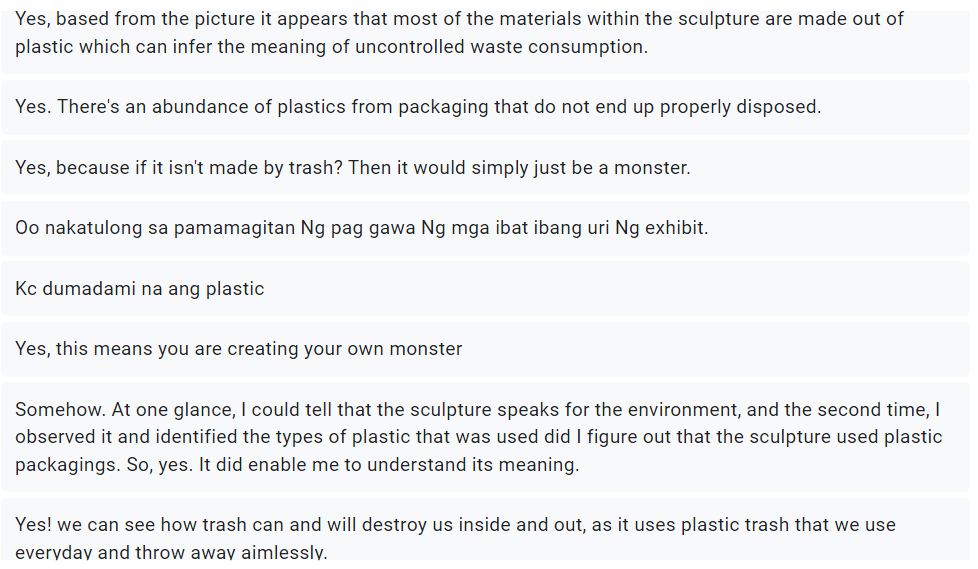 Yes, based from the picture it appears that most of the materials within the sculpture are made out of
plastic which can infer the meaning of uncontrolled waste consumption.
Yes. There's an abundance of plastics from packaging that do not end up properly disposed.
Yes, because if it isn't made by trash? Then it would simply just be a monster.
Oo nakatulong sa pamamagitan Ng pag gawa Ng mga ibat ibang uri Ng exhibit.
Kc dumadami na ang plastic
Yes, this means you are creating your own monster
Somehow. At one glance, I could tell that the sculpture speaks for the environment, and the second time, I
observed it and identified the types of plastic that was used did I figure out that the sculpture used plastic
packagings. So, yes. It did enable me to understand its meaning.
Yes! we can see how trash can and will destroy us inside and out, as it uses plastic trash that we use
everyday and throw away aimlessly.